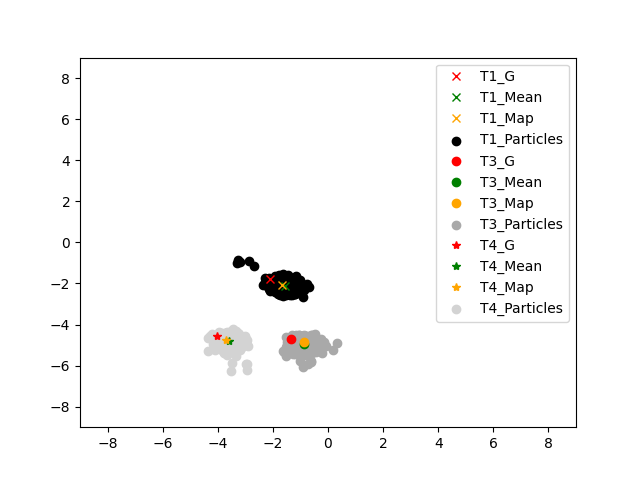 8
6
4
2
0
−2
−4
−6
−8
−8 −6 −4 −2 0 2 4 6 8
T1_G
T1_Mean
T1_Map
T1_Particles
T3_G
T3_Mean
T3_Map
T3_Particles
T4_G
T4_Mean
T4_Map
T4_Particles